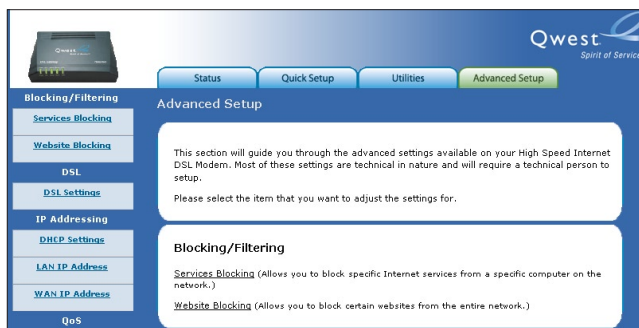 Qwest
Spirit of Service
Qwest
Status
Quick Setup
Utilities
Advanced Setup
Blocking/Filtering
Services Blocking
Website Blocking
DSL
DSL Settings
IP Addressing
DHCP Settings
LAN IP Address
WAN IP Address
QoS
Advanced Setup
This section will guide you through the advanced settings available on your High Speed Internet
DSL Modem. Most of these settings are technical in nature and will require a technical person to
setup.
Please select the item that you want to adjust the settings for.
Blocking/Filtering
Services Blocking (Allows you to block specific Internet services from a specific computer on the
network.)
Website Blocking (Allows you to block certain websites from the entire network.)